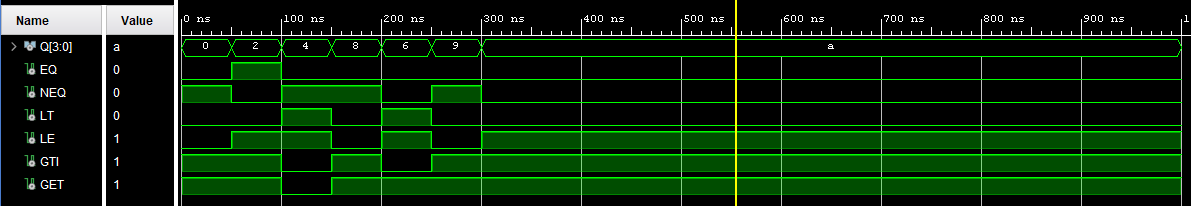 Name Value 0 ns 100 ns 200 ns 300 ns 400 ns 500 ns 600 ns 700 ns 800 ns 900 ns 1
Q[3:0] a 0 2 4 8 6 9 a
EQ 0
NEQ 0
LT 0
LE 1
GTI 1
GET 1